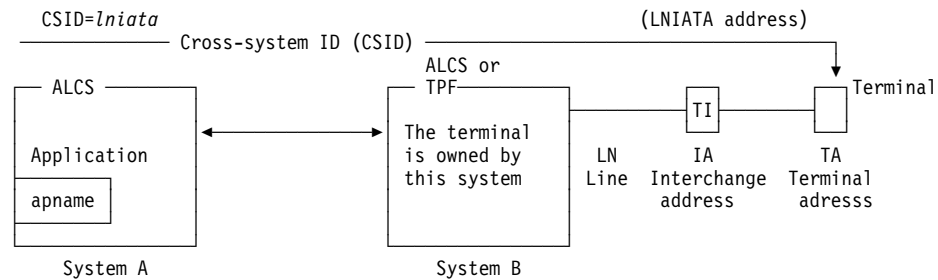 CSID=lniata (LNIATA address)
Cross-system ID (CSID)
ALCS or
ALCS TPF Terminal
TI
The terminal
Application is owned by LN IA TA
this system Line Interchange Terminal
apname address adresss
System A System B